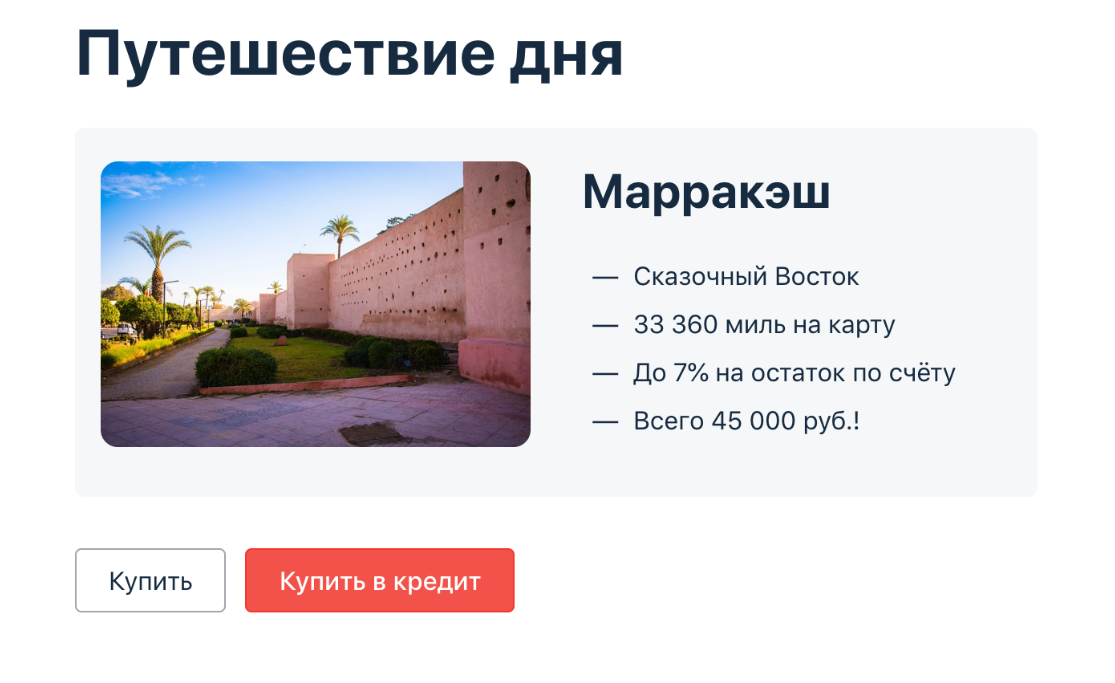 Путешествие дня
Марракэш
— Сказочный Восток
— 33 360 миль на карту
— До 7% на остаток по счёту
— Всего 45 000 руб.!
Купить
Купить в кредит